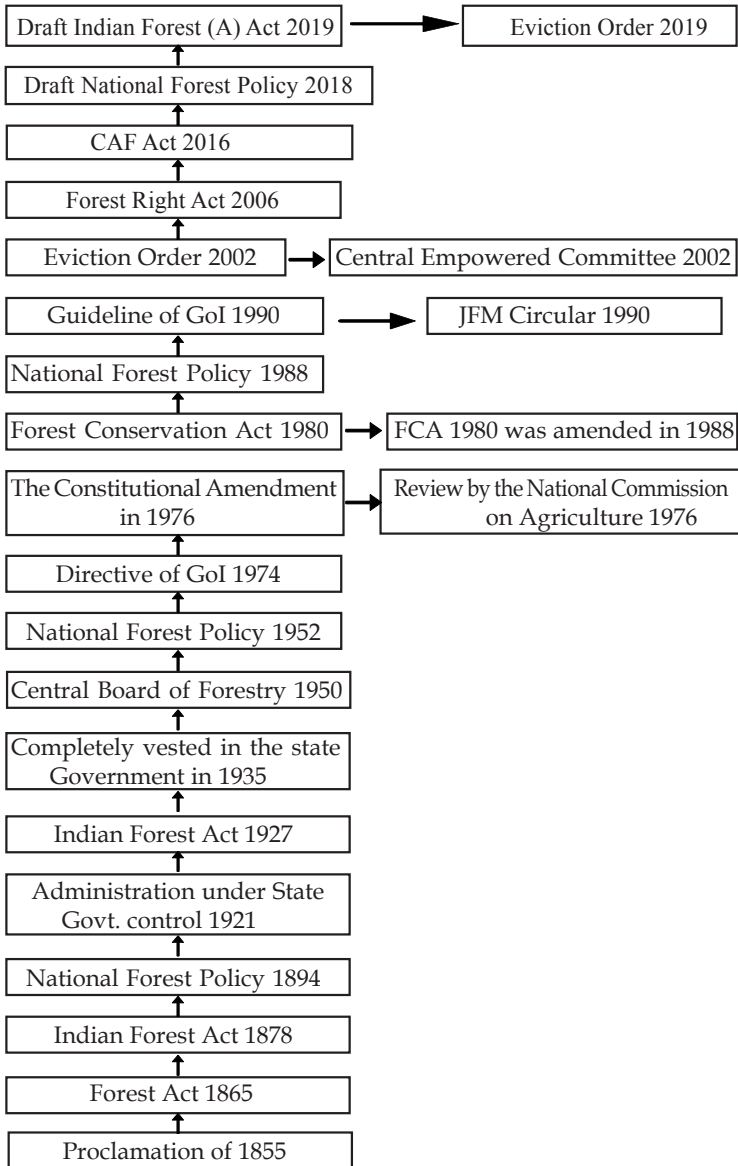 Draft Indian Forest (A) Act 2019
Eviction Order 2019
Draft National Forest Policy 2018
CAF Act 2016
Forest Right Act 2006
Eviction Order 2002
Central Empowered Committee 2002
Guideline of GoI 1990
JFM Circular 1990
National Forest Policy 1988
Forest Conservation Act 1980
FCA 1980 was amended in 1988
The Constitutional Amendment
in 1976
Review by the National Commission
on Agriculture 1976
Directive of GoI 1974
National Forest Policy 1952
Central Board of Forestry 1950
Completely vested in the state
Government in 1935
Indian Forest Act 1927
Administration under State
Govt. control 1921
National Forest Policy 1894
Indian Forest Act 1878
Forest Act 1865
Proclamation of 1855